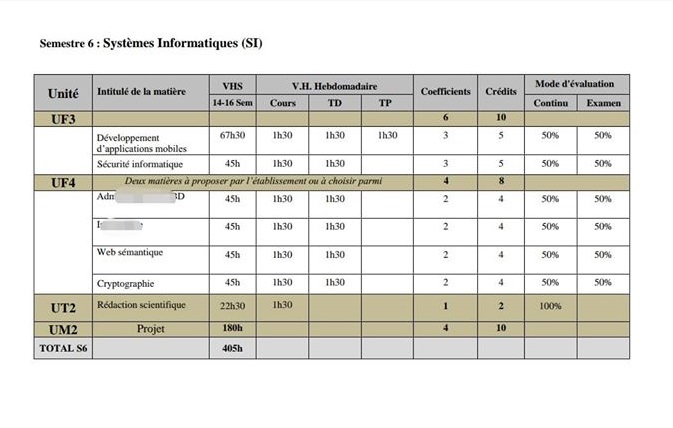 Semestre 6 : Systèmes Informatiques (SI)
Unité Intitulé de la matière VHS V.H. Hebdomadaire Coefficients Crédits Mode d'évaluation
14-16 Sem Cours TD TP Continu Examen
UF3 6 10
Développement d'applications mobiles 67h30 1h30 1h30 1h30 3 5 50% 50%
Sécurité informatique 45h 1h30 1h30 3 5 50% 50%
UF4 Deux matières à proposer par l'établissement ou à choisir parmi 4 8
45h 1h30 1h30 2 4 50% 50%
45h 1h30 1h30 2 4 50% 50%
Web sémantique 45h 1h30 1h30 2 4 50% 50%
Cryptographie 45h 1h30 1h30 2 4 50% 50%
UT2 Rédaction scientifique 22h30 1h30 1 2 100%
UM2 Projet 180h 4 10
TOTAL S6 405h